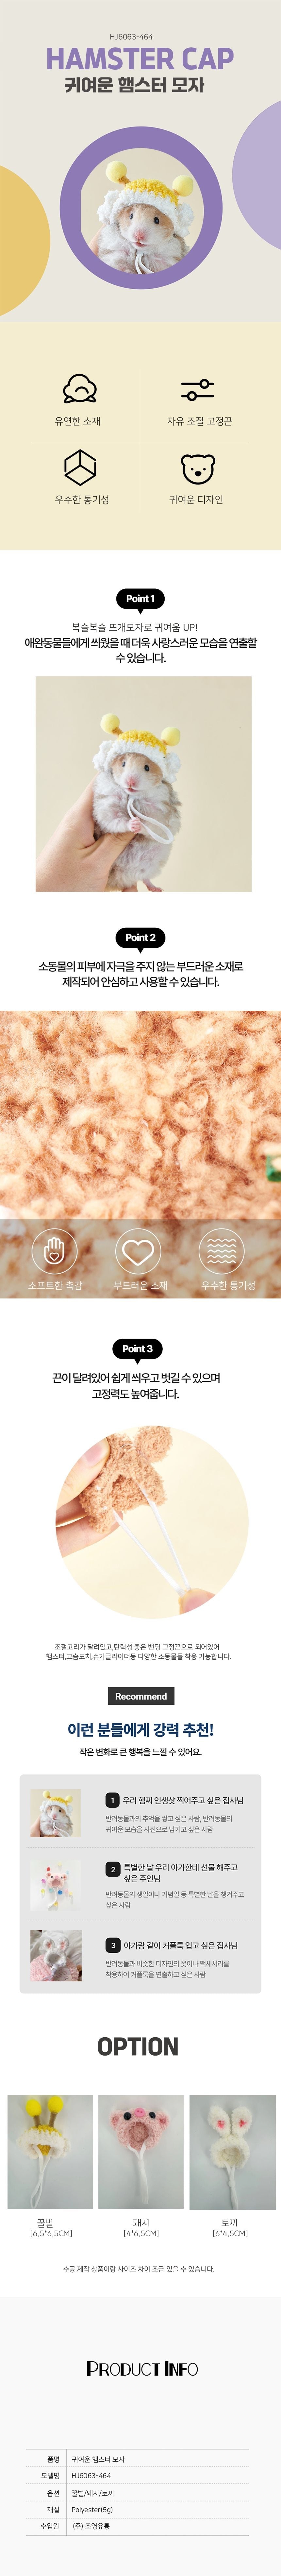 HJ6063-464
HAMSTER CAP
귀여운 햄스터 모자
유연한 소재
자유 조절 고정끈
우수한 통기성
귀여운 디자인
Point 1
복슬복슬 뜨개모자로 귀여움 UP!
애완동물들에게 씌웠을 때 더욱 사랑스러운 모습을 연출할
수 있습니다.
Point 2
소동물의 피부에 자극을 주지 않는 부드러운 소재로
제작되어 안심하고 사용할 수 있습니다.
소프트한 촉감
부드러운 소재
우수한 통기성
Point 3
끈이 달려있어 쉽게 씌우고 벗길 수 있으며
고정력도 높여줍니다.
조절고리가 달려있고,탄력성 좋은 밴딩 고정끈으로 되어있어
햄스터,고슴도치,슈가글라이더등 다양한 소동물들 착용 가능합니다.
Recommend
이런 분들에게 강력 추천!
작은 변화로 큰 행복을 느낄 수 있어요.
1 우리 햄찌 인생샷 찍어주고 싶은 집사님
반려동물과의 추억을 쌓고 싶은 사람, 반려동물의
귀여운 모습을 사진으로 남기고 싶은 사람
2 특별한 날 우리 아가한테 선물 해주고
싶은 주인님
반려동물의 생일이나 기념일 등 특별한 날을 챙겨주고
싶은 사람
3 아가랑 같이 커플룩 입고 싶은 집사님
반려동물과 비슷한 디자인의 옷이나 액세서리를
착용하여 커플룩을 연출하고 싶은 사람
OPTION
꿀벌
[6.5*6.5CM]
돼지
[4*6.5CM]
토끼
[6*4.5CM]
수공 제작 상품이랑 사이즈 차이 조금 있을 수 있습니다.
PRODUCT INFO
품명 귀여운 햄스터 모자
모델명 HJ6063-464
옵션 꿀벌/돼지/토끼
재질 Polyester(5g)
수입원 (주) 조영유통